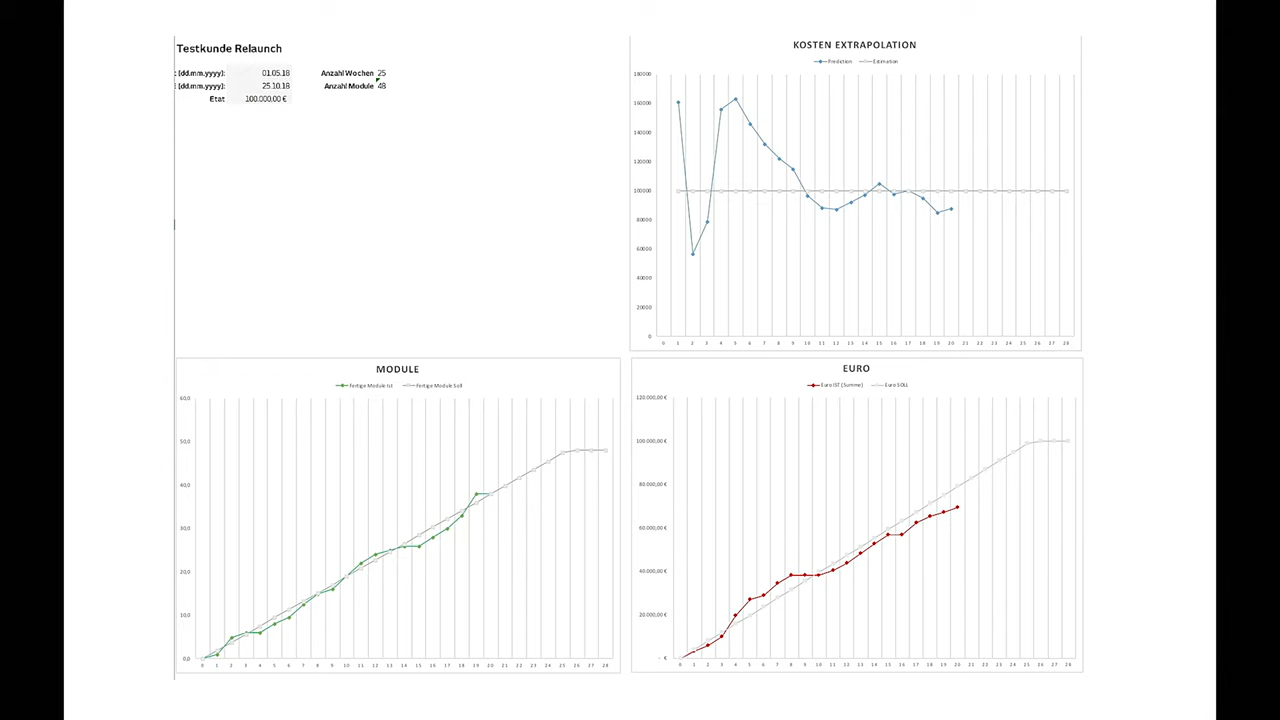 Testkunde Relaunch
(dd.mm.yyyy): 01.05.18 Anzahl Wochen 25
(dd.mm.yyyy): 25.10.18 Anzahl Module 48
Etat 100.000,00 €
KOSTEN EXTRAPOLATION
Prediction Estimation
180000
160000
140000
120000
100000
80000
60000
40000
20000
0
0 1 2 3 4 5 6 7 8 9 10 11 12 13 14 15 16 17 18 19 20 21 22 23 24 25 26 27 28
MODULE
Fertige Module Ist Fertige Module Soll
60,0
50,0
40,0
30,0
20,0
10,0
0,0
0 1 2 3 4 5 6 7 8 9 10 11 12 13 14 15 16 17 18 19 20 21 22 23 24 25 26 27 28
EURO
Euro IST (Summe) Euro SOLL
120.000,00 €
100.000,00 €
80.000,00 €
60.000,00 €
40.000,00 €
20.000,00 €
- €
0 1 2 3 4 5 6 7 8 9 10 11 12 13 14 15 16 17 18 19 20 21 22 23 24 25 26 27 28